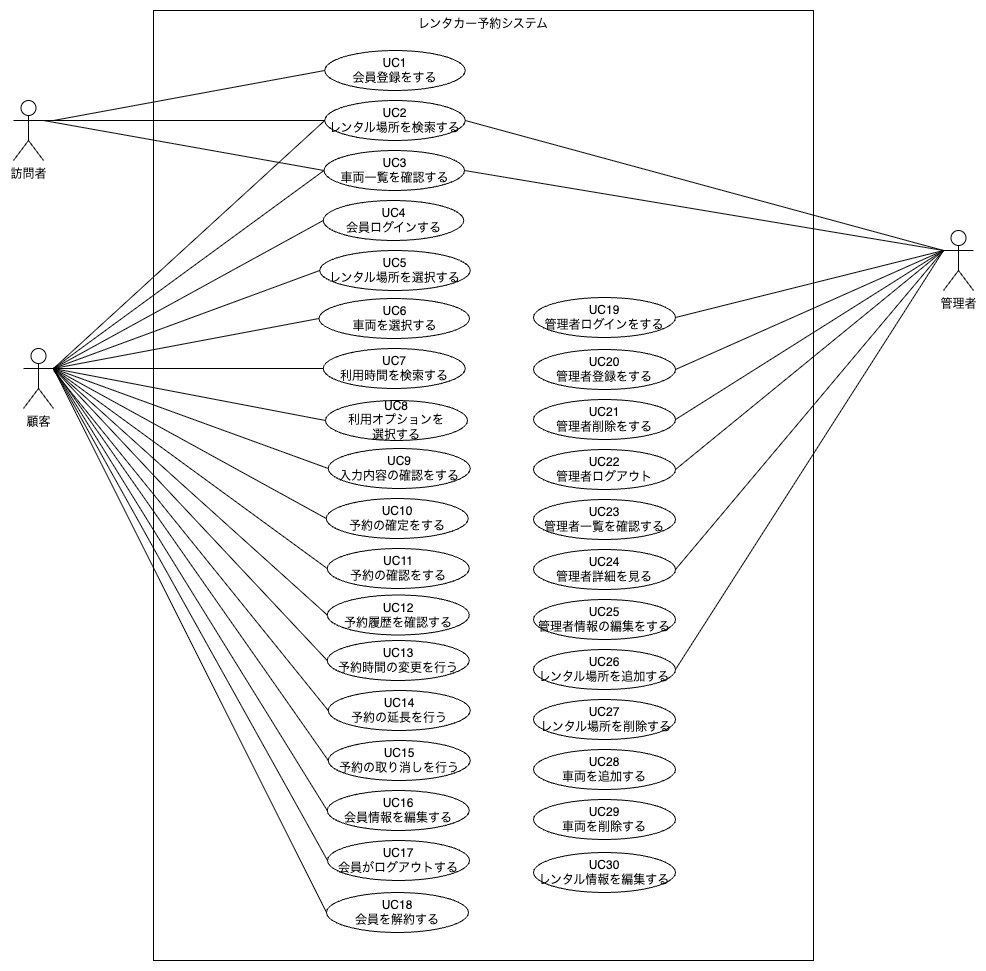 レンタカー予約システム
訪問者
顧客
UC1
会員登録をする
UC2
レンタル場所を検索する
UC3
車両一覧を確認する
UC4
会員ログインする
UC5
レンタル場所を選択する
UC6
車両を選択する
UC7
利用時間を検索する
UC8
利用オプションを
選択する
UC9
入力内容の確認をする
UC10
予約の確定をする
UC11
予約の確認をする
UC12
予約履歴を確認する
UC13
予約時間の変更を行う
UC14
予約の延長を行う
UC15
予約の取り消しを行う
UC16
会員情報を編集する
UC17
会員がログアウトする
UC18
会員を解約する
UC19
管理者ログインをする
UC20
管理者登録をする
UC21
管理者削除をする
UC22
管理者ログアウト
UC23
管理者一覧を確認する
UC24
管理者詳細を見る
UC25
管理者情報の編集をする
UC26
レンタル場所を追加する
UC27
レンタル場所を削除する
UC28
車両を追加する
UC29
車両を削除する
UC30
レンタル情報を編集する
管理者